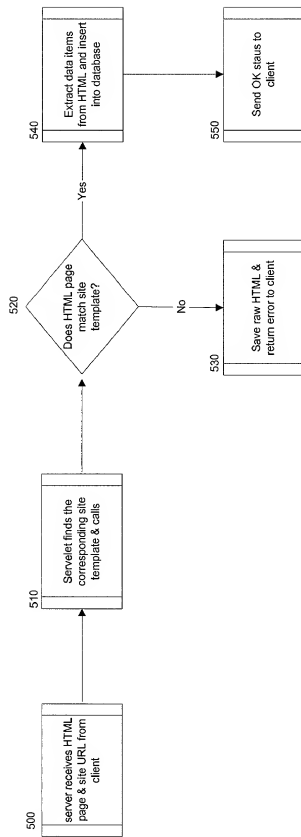 500
server receives HTML
page & site URL from
client
510
Servelet finds the
corresponding site
template & calls
520
Does HTML page
match site
template?
Yes
No
540
Extract data items
from HTML and insert
into database
530
Save raw HTML &
return error to client
550
Send OK staus to
client